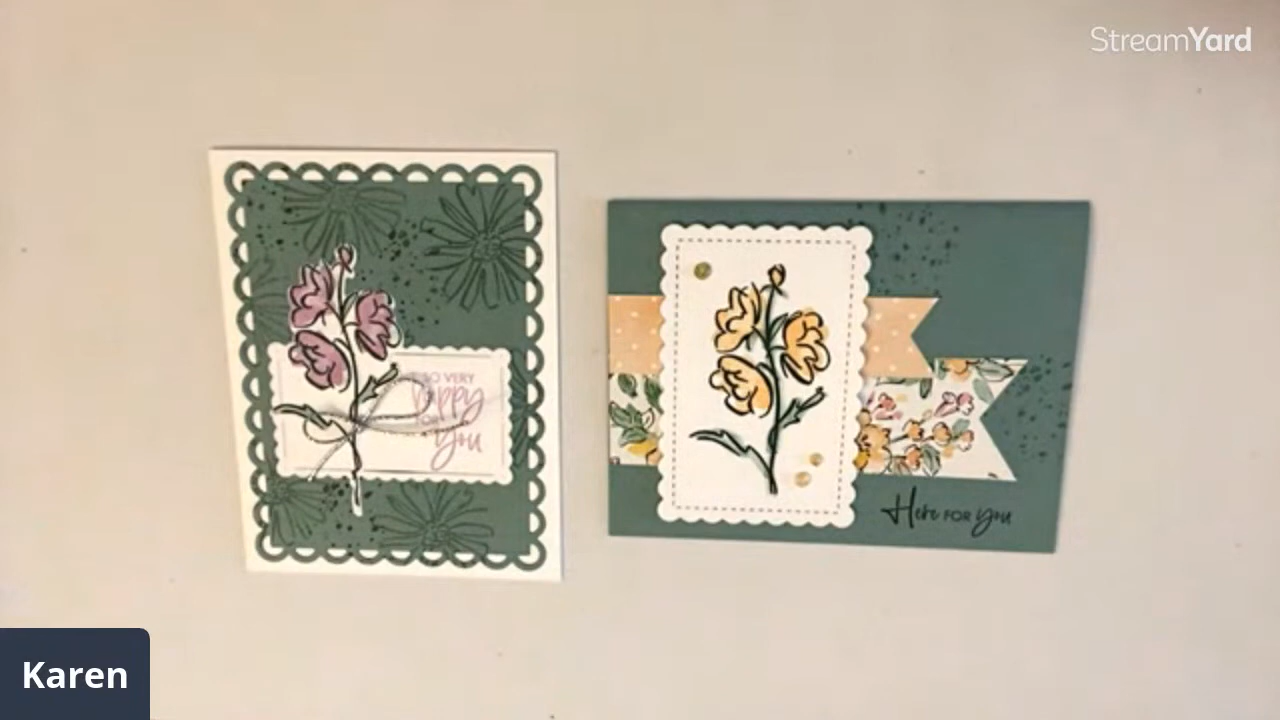 StreamYard
SO VERY
happy
FOR
You
Here FOR you
Karen